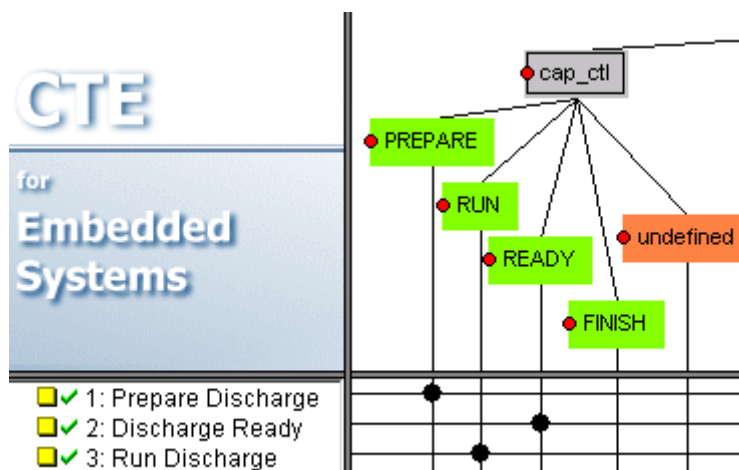 CTE
for
Embedded
Systems
cap_ctl
PREPARE
RUN
READY
undefined
FINISH
1: Prepare Discharge
2: Discharge Ready
3: Run Discharge